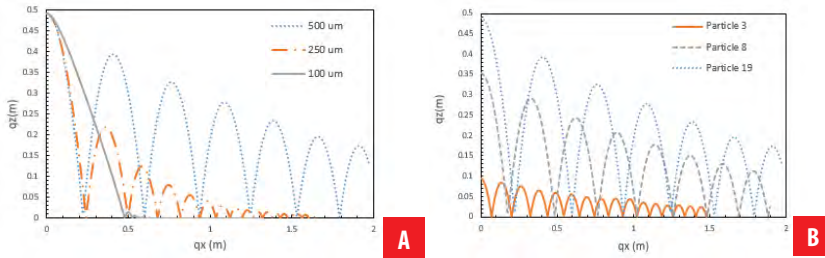 0.5
0.45
0.4
0.35
0.3
0.25
0.2
0.15
0.1
0.05
0
qz(m)
500 um
250 um
100 um
0 0.5 1 1.5 2
qx (m)
A
0.5
0.45
0.4
0.35
0.3
0.25
0.2
0.15
0.1
0.05
0
qz(m)
Particle 3
Particle 8
Particle 19
0 0.5 1 1.5 2
qx (m)
B